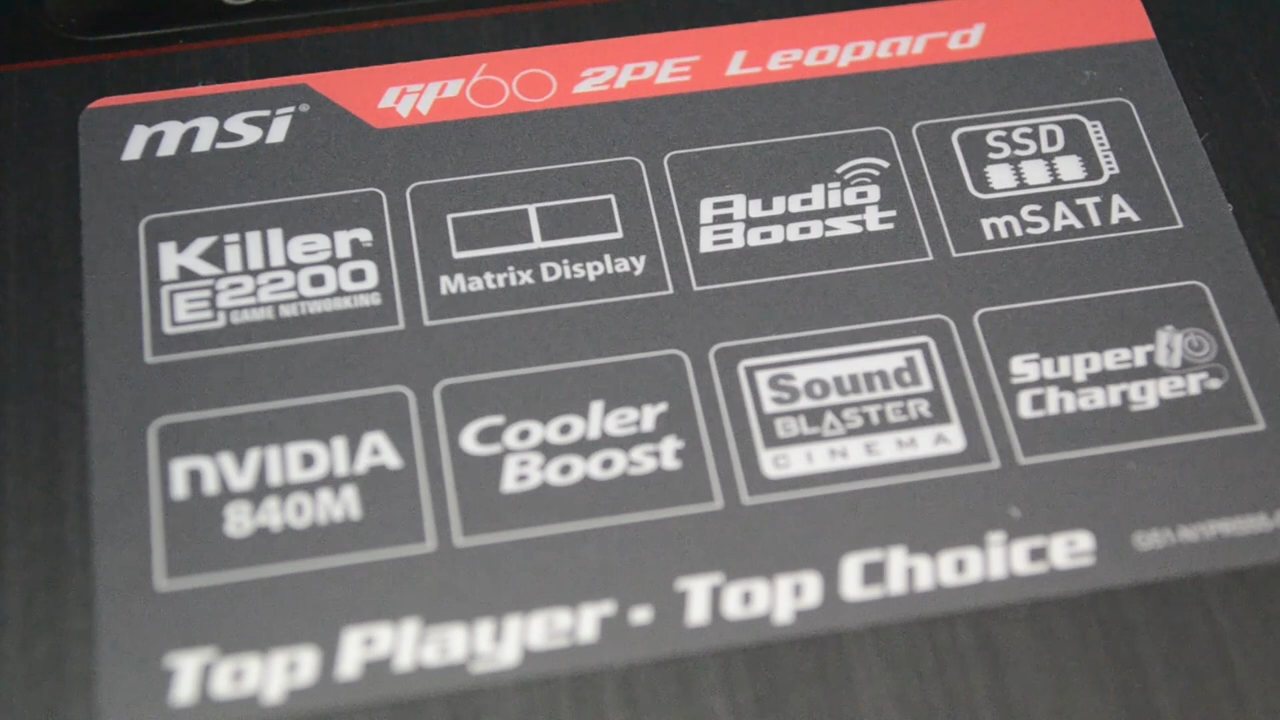 msi® GP60 2PE Leopard
Killer™
E2200
GAME NETWORKING
Matrix Display
Audio
Boost
SSD
mSATA
NVIDIA
840M
Cooler
Boost
Sound
BLASTER
CINEMA
Super
Charger
Top Player · Top Choice